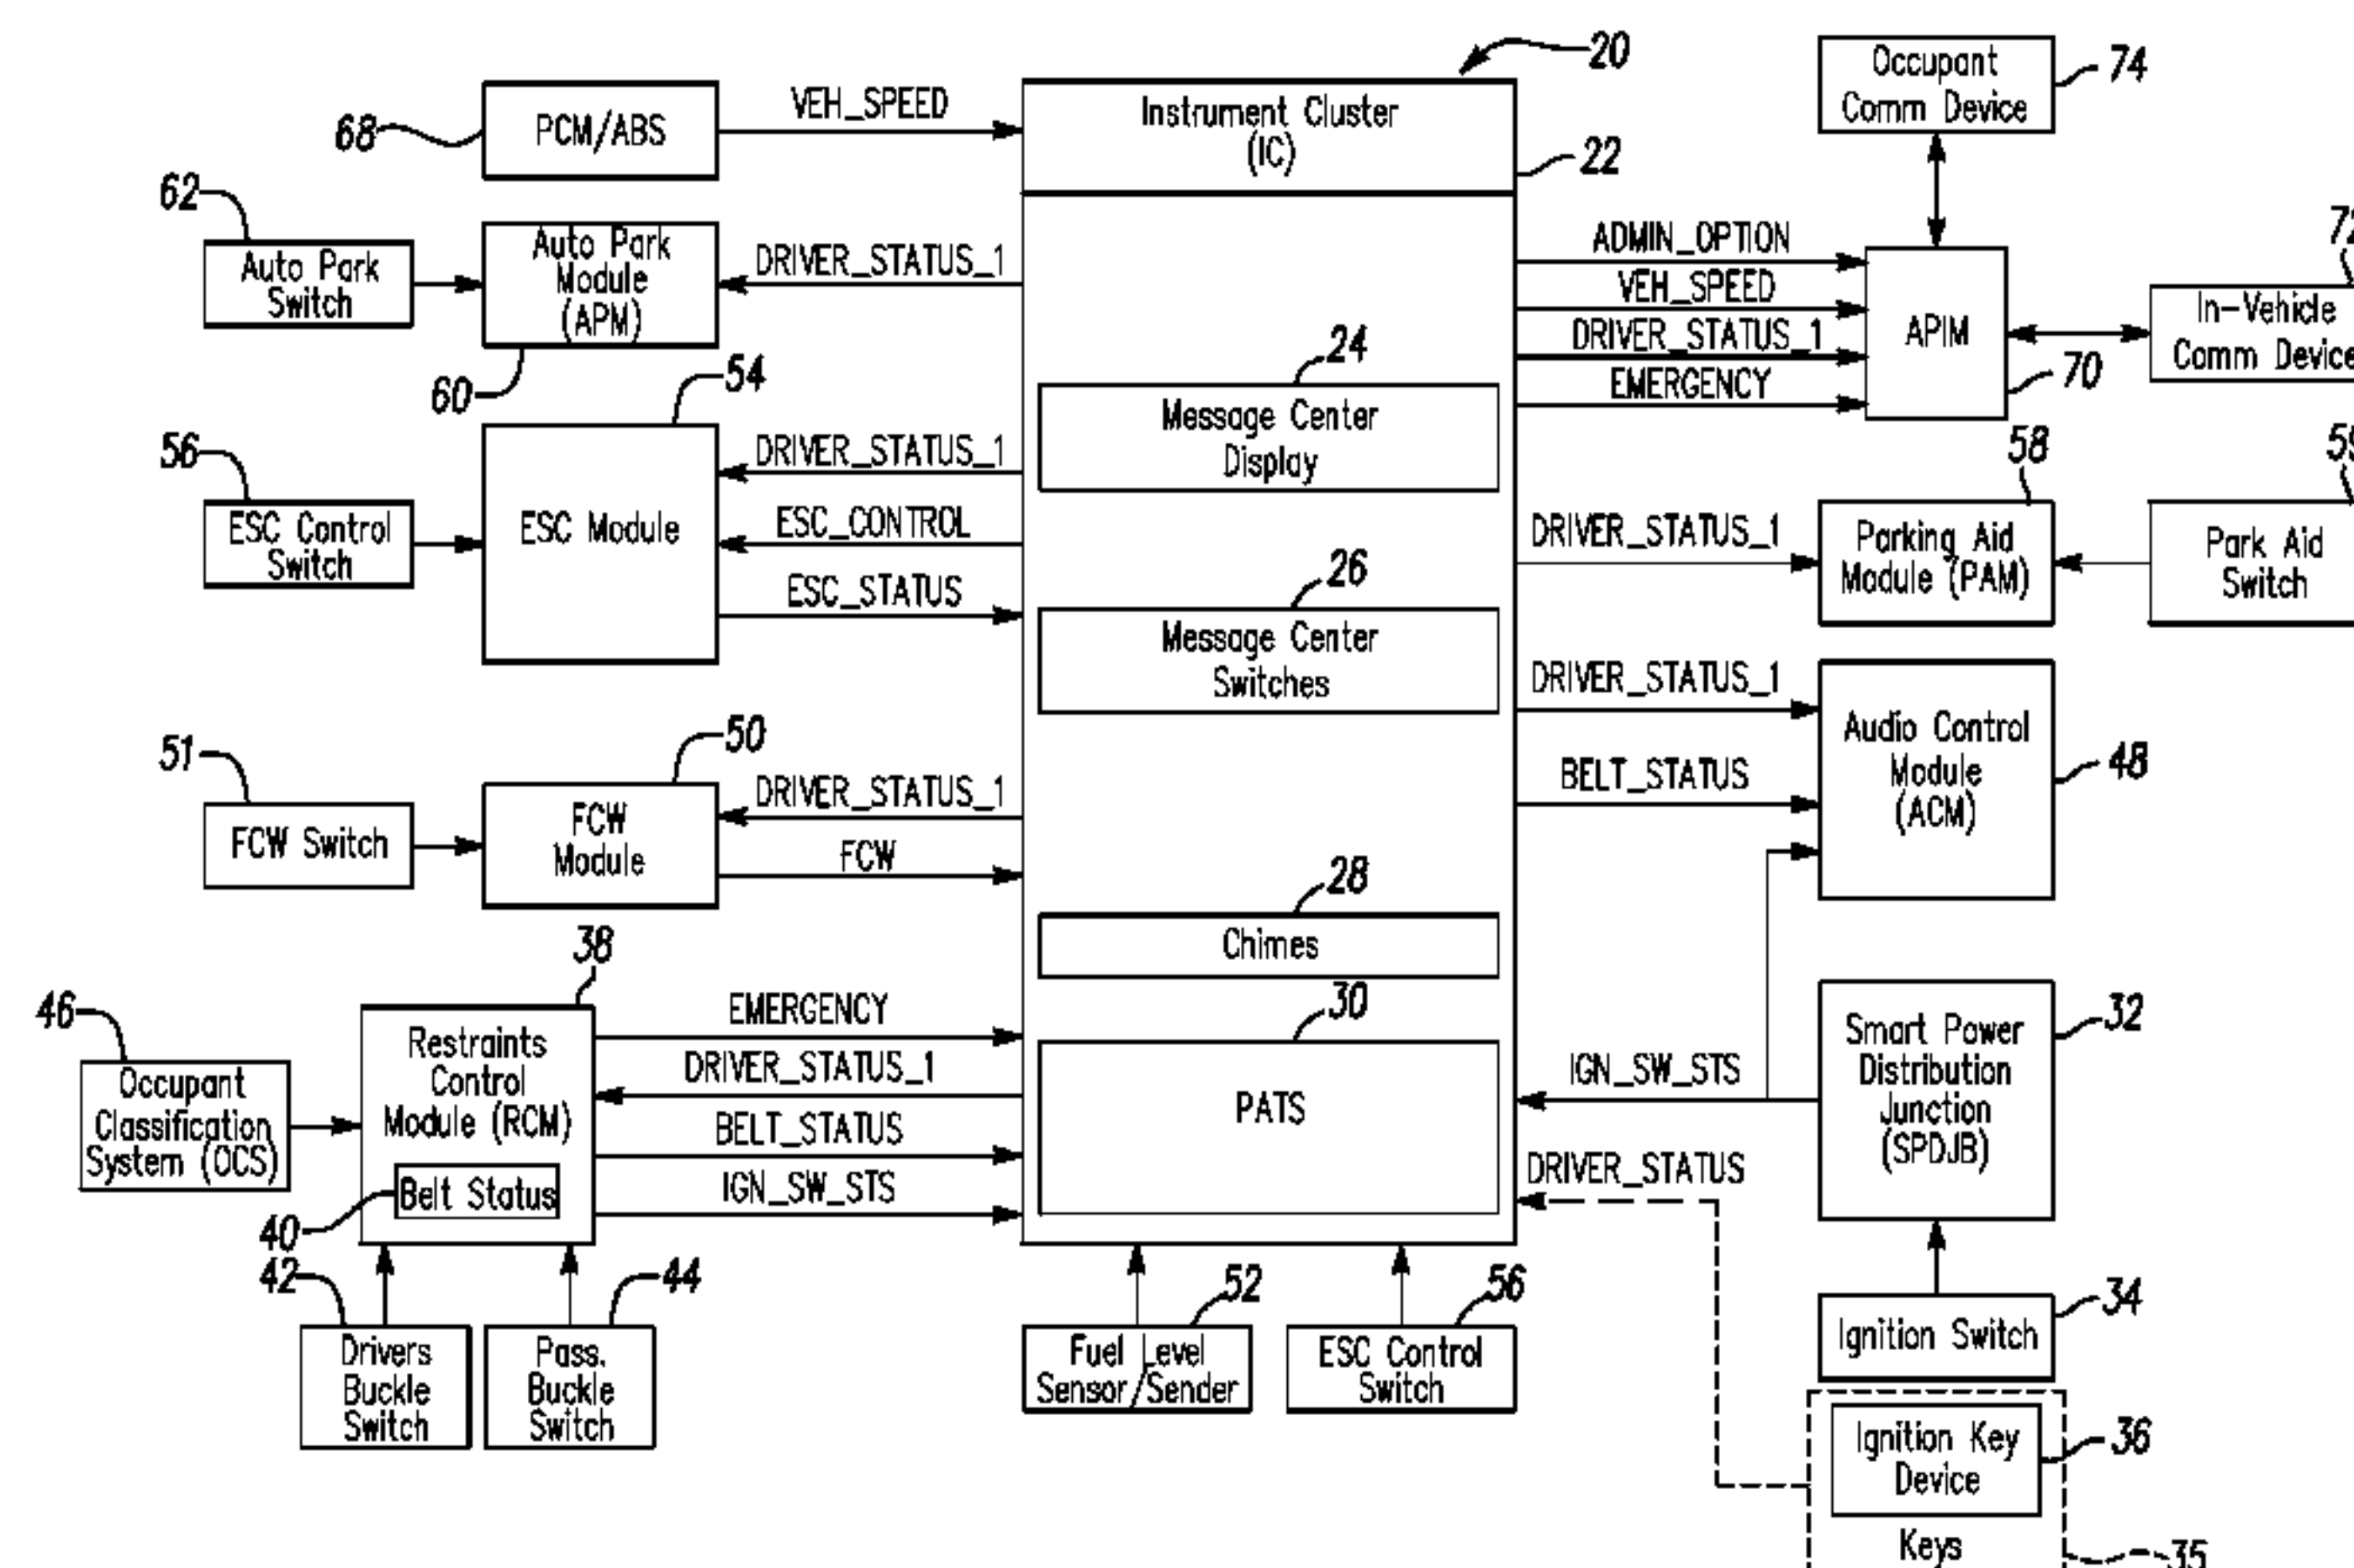 20
Occupant
Comm Device
74
68
PCM/ABS
VEH_SPEED
Instrument Cluster
(IC)
22
62
Auto Park
Switch
Auto Park
Module
(APM)
60
DRIVER_STATUS_1
ADMIN_OPTION
VEH_SPEED
DRIVER_STATUS_1
EMERGENCY
APIM
70
72
In-Vehicle
Comm Device
24
Message Center
Display
54
56
ESC Control
Switch
ESC Module
DRIVER_STATUS_1
ESC_CONTROL
ESC_STATUS
26
Message Center
Switches
DRIVER_STATUS_1
58
Parking Aid
Module (PAM)
59
Park Aid
Switch
DRIVER_STATUS_1
BELT_STATUS
Audio Control
Module
(ACM)
48
51
FCW Switch
50
FCW
Module
DRIVER_STATUS_1
FCW
28
Chimes
30
PATS
38
46
Occupant
Classification
System (OCS)
Restraints
Control
Module (RCM)
Belt Status
40
EMERGENCY
DRIVER_STATUS_1
BELT_STATUS
IGN_SW_STS
IGN_SW_STS
Smart Power
Distribution
Junction
(SPDJB)
32
DRIVER_STATUS
42
Drivers
Buckle
Switch
44
Pass.
Buckle
Switch
52
Fuel Level
Sensor/Sender
56
ESC Control
Switch
34
Ignition Switch
Ignition Key
Device
36
Keys
35